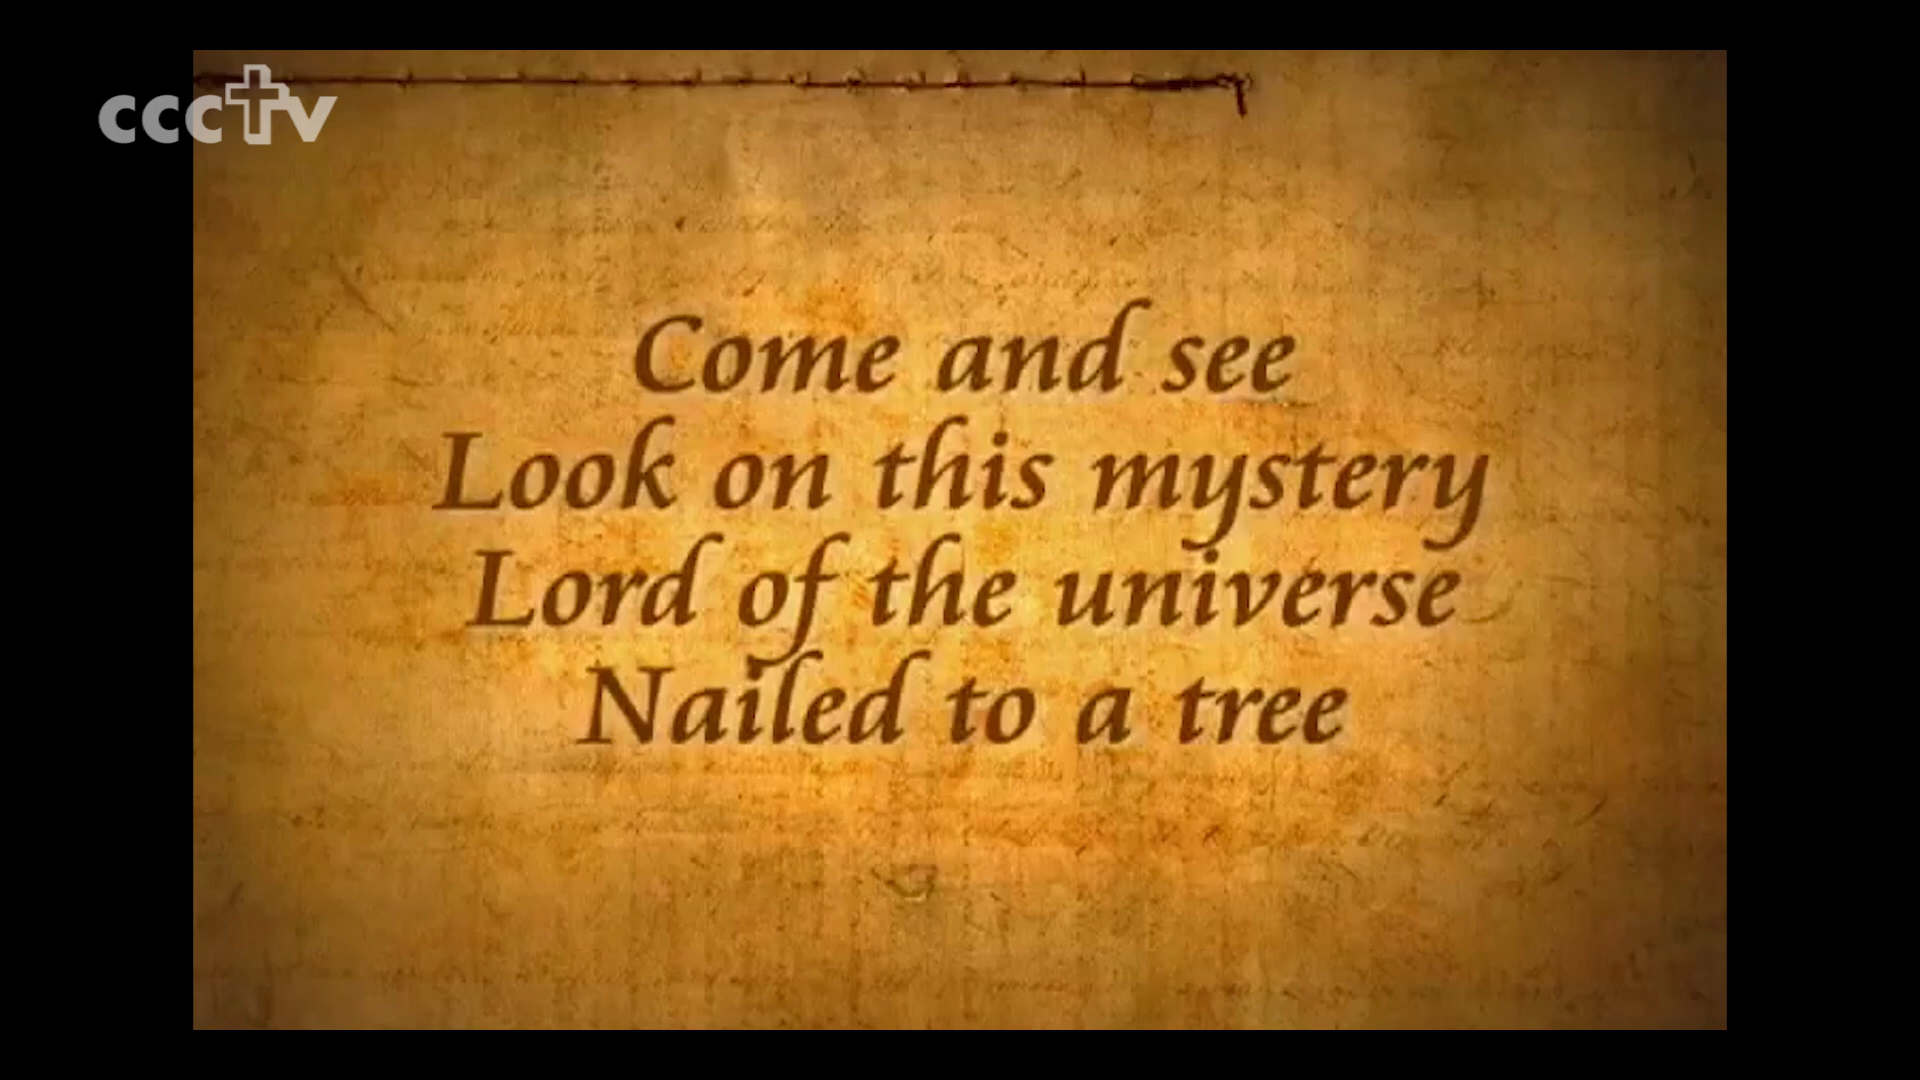 cccTV
Come and see
Look on this mystery
Lord of the universe
Nailed to a tree